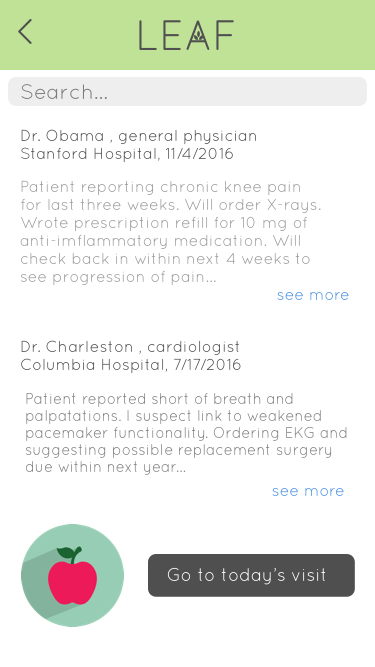 LEAF
Search...
Dr. Obama , general physician
Stanford Hospital, 11/4/2016
Patient reporting chronic knee pain
for last three weeks. Will order X-rays.
Wrote prescription refill for 10 mg of
anti-imflammatory medication. Will
check back in within next 4 weeks to
see progression of pain...
see more
Dr. Charleston , cardiologist
Columbia Hospital, 7/17/2016
Patient reported short of breath and
palpatations. I suspect link to weakened
pacemaker functionality. Ordering EKG and
suggesting possible replacement surgery
due within next year...
see more
Go to today's visit